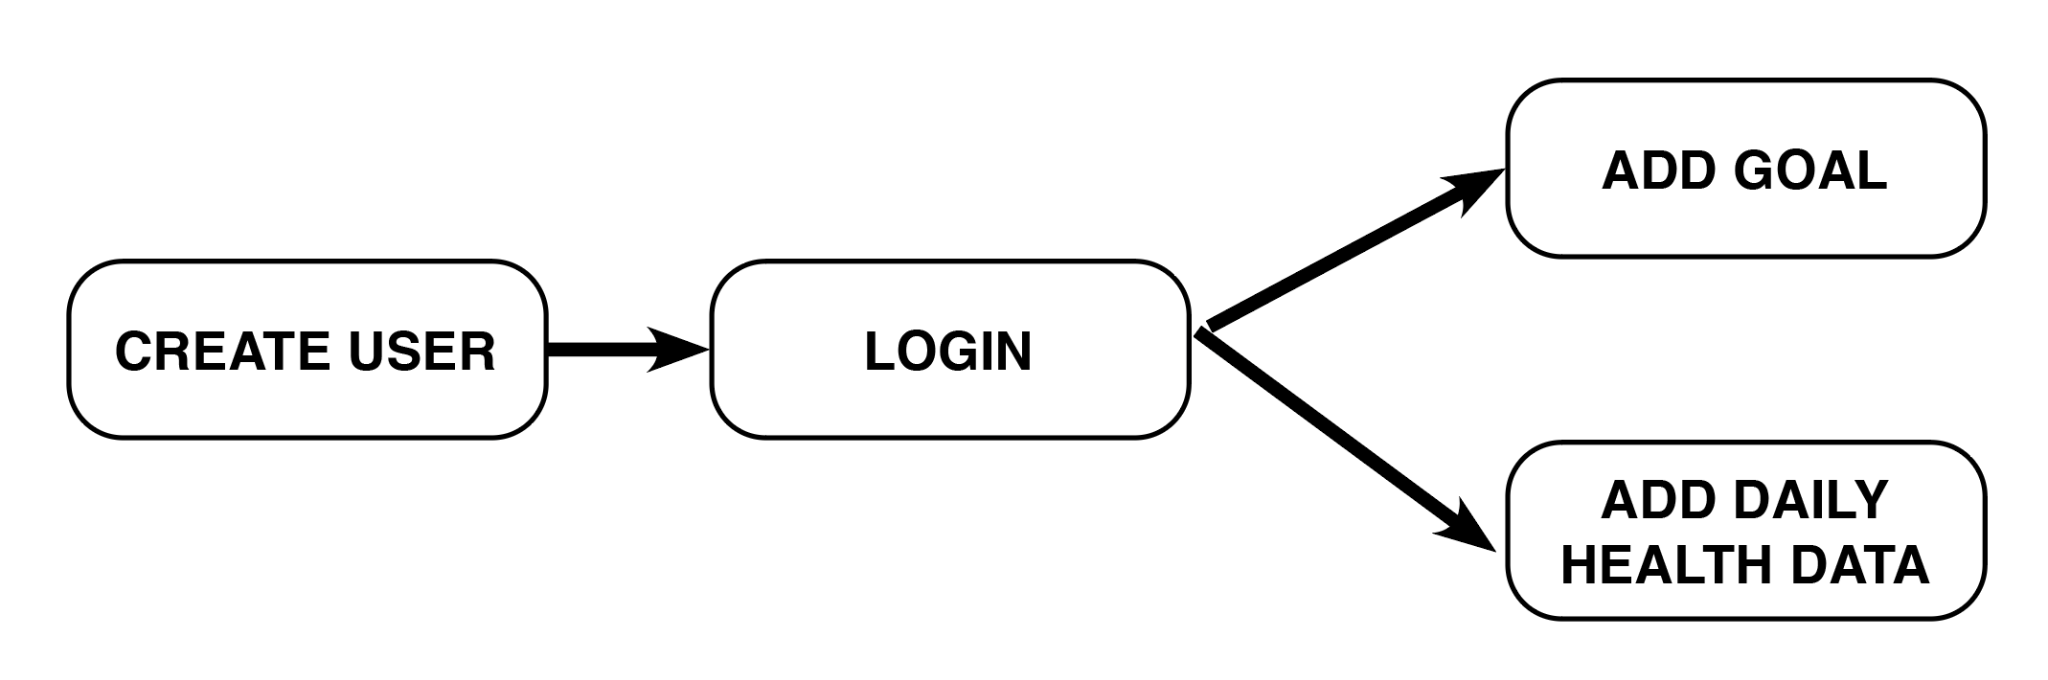 CREATE USER
LOGIN
ADD GOAL
ADD DAILY
HEALTH DATA